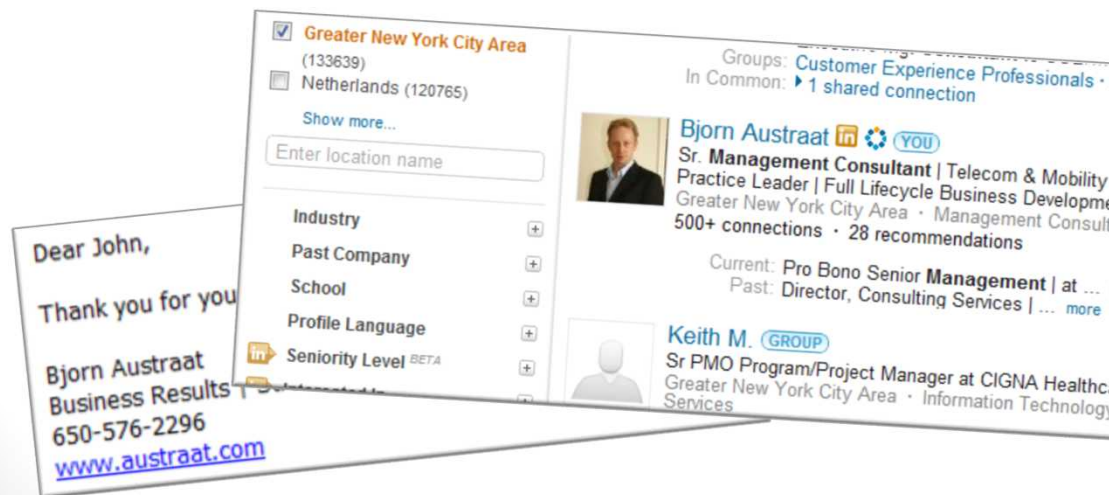 Greater New York City Area
(133639)
Netherlands (120765)
Show more...
Enter location name
Industry
Past Company
School
Profile Language
Seniority Level BETA
Groups: Customer Experience Professionals ·
In Common: 1 shared connection
Bjorn Austraat in YOU
Sr. Management Consultant | Telecom & Mobility
Practice Leader | Full Lifecycle Business Developme
Greater New York City Area · Management Consult
500+ connections · 28 recommendations
Current: Pro Bono Senior Management | at ...
Past: Director, Consulting Services | ... more
Keith M. GROUP
Sr PMO Program/Project Manager at CIGNA Healthca
Greater New York City Area · Information Technology
Services
Dear John,
Thank you for you
Bjorn Austraat
Business Results |
650-576-2296
www.austraat.com